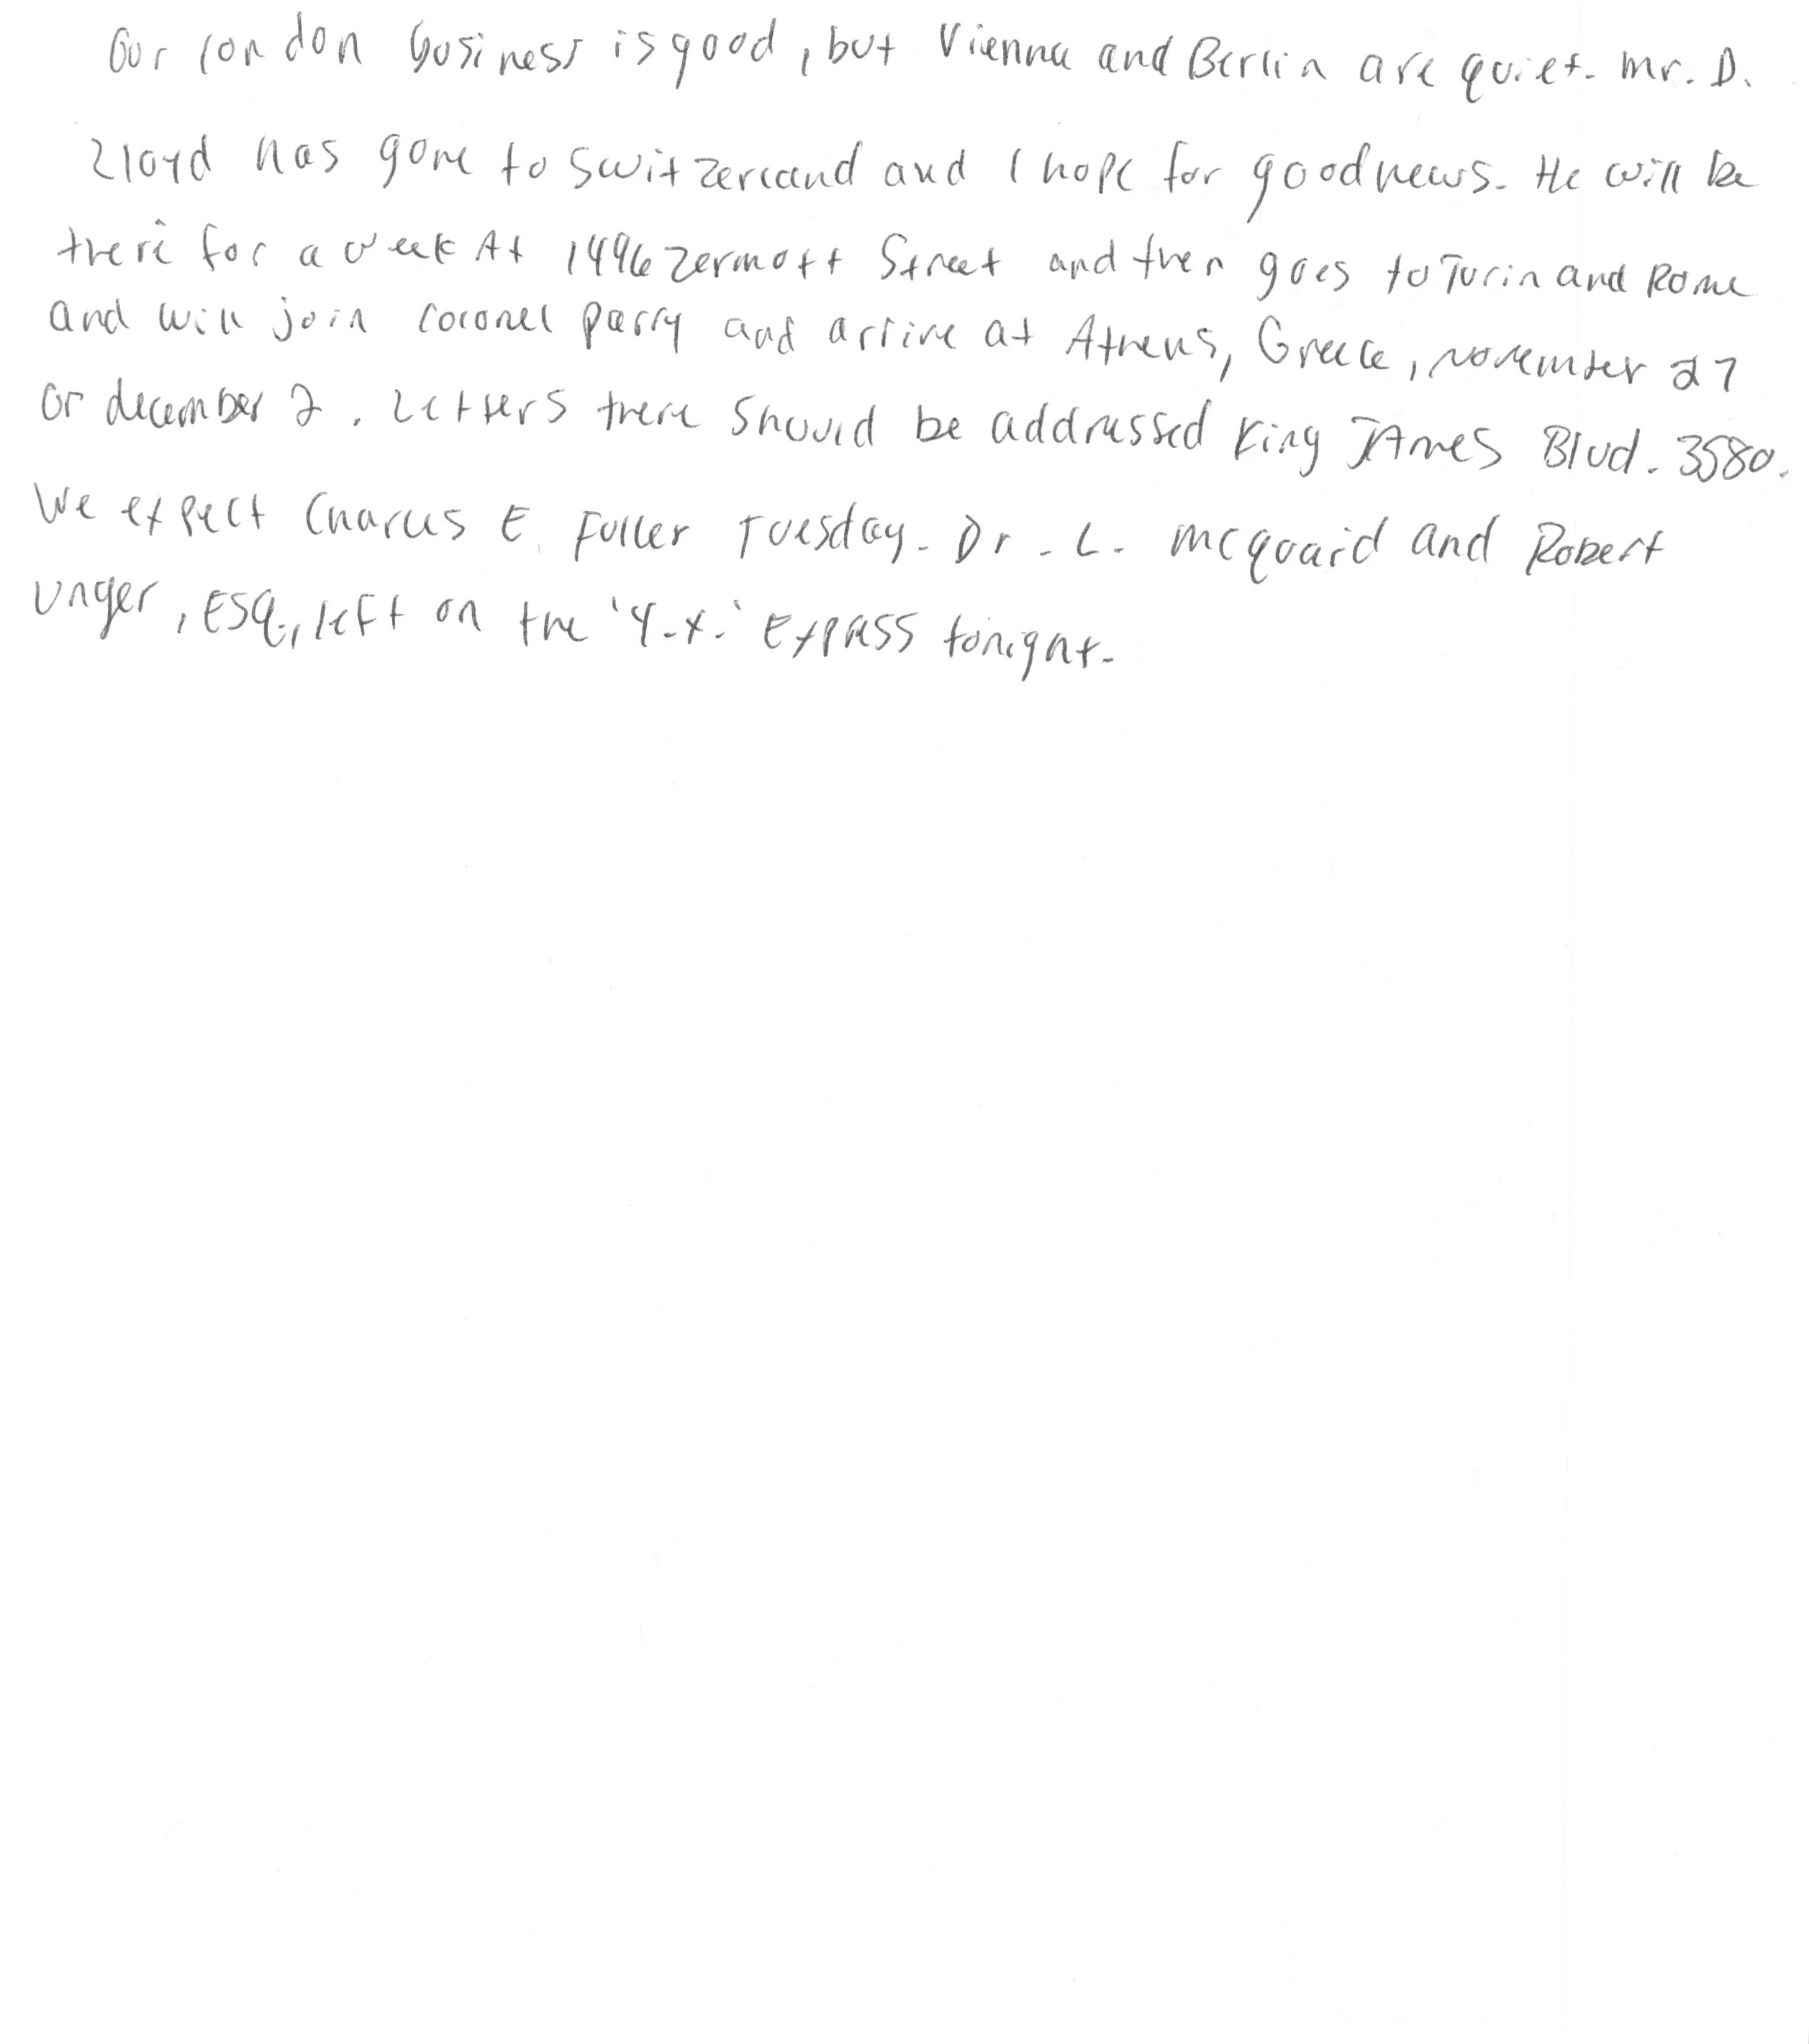 Our London business is good, but Vienna and Berlin are quiet. Mr. D.
Lloyd has gone to Switzerland and I hope for good news. He will be
there for a week At 1496 Zermott Street and then goes to Turin and Rome
and will join Colonel Parry and arrive at Athens, Greece, November 27
or december 2. Letters there should be addressed King James Blvd. 3580.
We expect Charles E. Fuller Tuesday. Dr. L. McQuaid and Robert
Unger, Esq., left on the 'Y.X.' Express tonight.